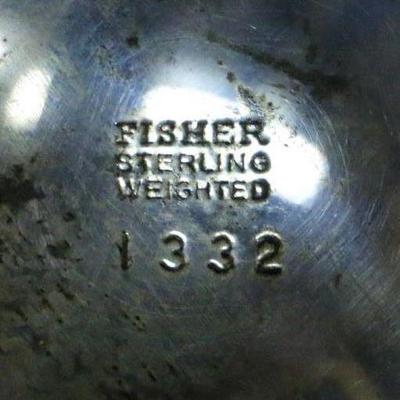 FISHER
STERLING
WEIGHTED
1332